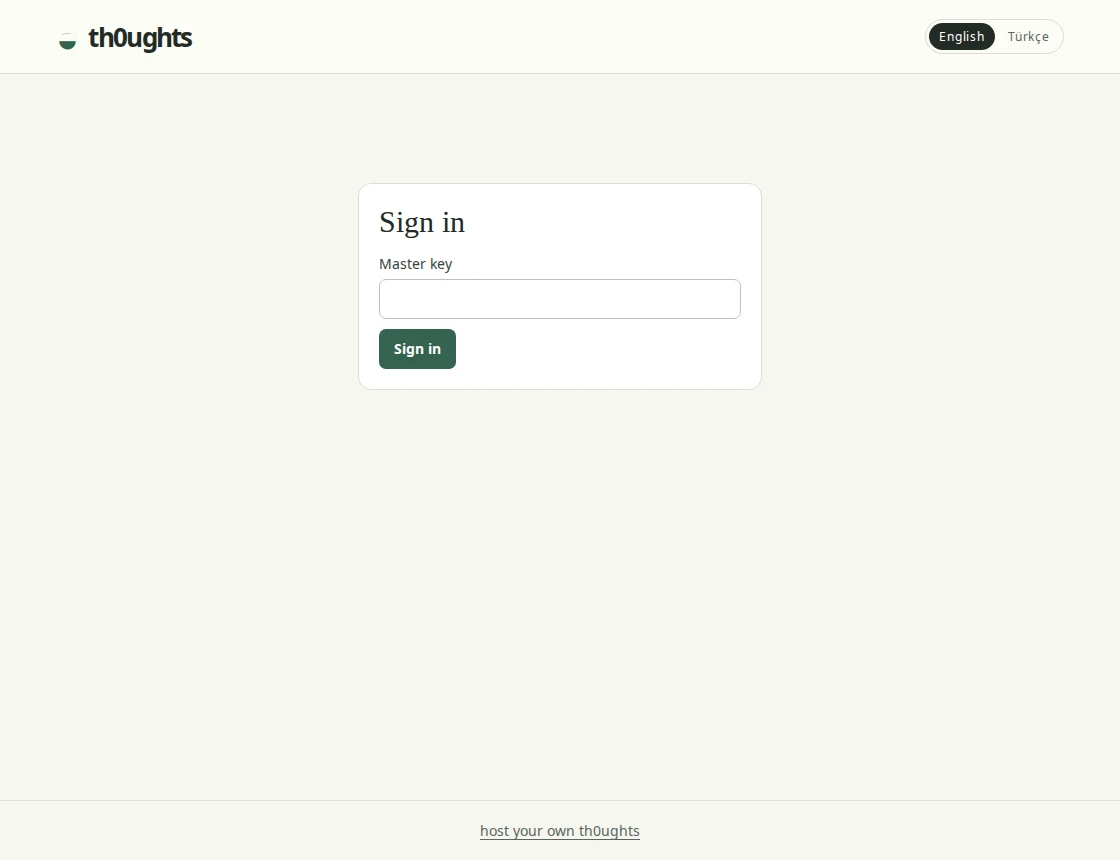 th0ughts
English
Türkçe
Sign in
Master key
Sign in
host your own th0ughts